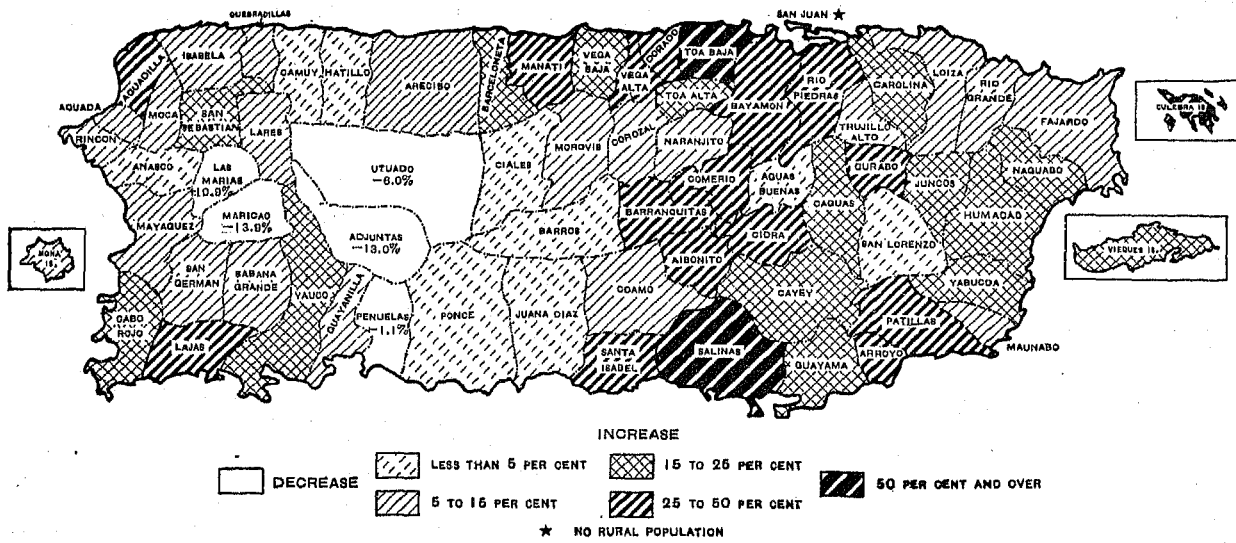 QUEBRADILLAS
SAN JUAN ★
ISABELA
CAMUY
HATILLO
ARECIBO
BARCELONETA
MANATI
VEGA BAJA
VEGA ALTA
DORADO
TOA BAJA
TOA ALTA
BAYAMON
RIO PIEDRAS
CAROLINA
LOIZA
RIO GRANDE
FAJARDO
CULEBRA IS.
AGUADILLA
AGUADA
MOCA
SAN SEBASTIAN
LARES
RINCON
ANASCO
LAS MARIAS
-10.9%
UTUADO
-6.0%
CIALES
MOROVIS
COROZAL
NARANJITO
TRUJILLO ALTO
GURABO
JUNCOS
NAGUABO
COMERIO
AGUAS BUENAS
CAGUAS
HUMACAO
MARICAO
-13.9%
MAYAGUEZ
ADJUNTAS
-13.0%
BARROS
BARRANQUITAS
CIDRA
SAN LORENZO
MONA IS.
VIEQUES IS.
AIBONITO
SAN GERMAN
SABANA GRANDE
YAUCO
GUAYANILLA
PENUELAS
-1.1%
PONCE
JUANA DIAZ
COAMO
CAYEY
YABUCOA
PATILLAS
CABO ROJO
LAJAS
SANTA ISABEL
SALINAS
GUAYAMA
ARROYO
MAUNABO
INCREASE
DECREASE
LESS THAN 5 PER CENT
15 TO 25 PER CENT
50 PER CENT AND OVER
5 TO 15 PER CENT
25 TO 50 PER CENT
★ NO RURAL POPULATION